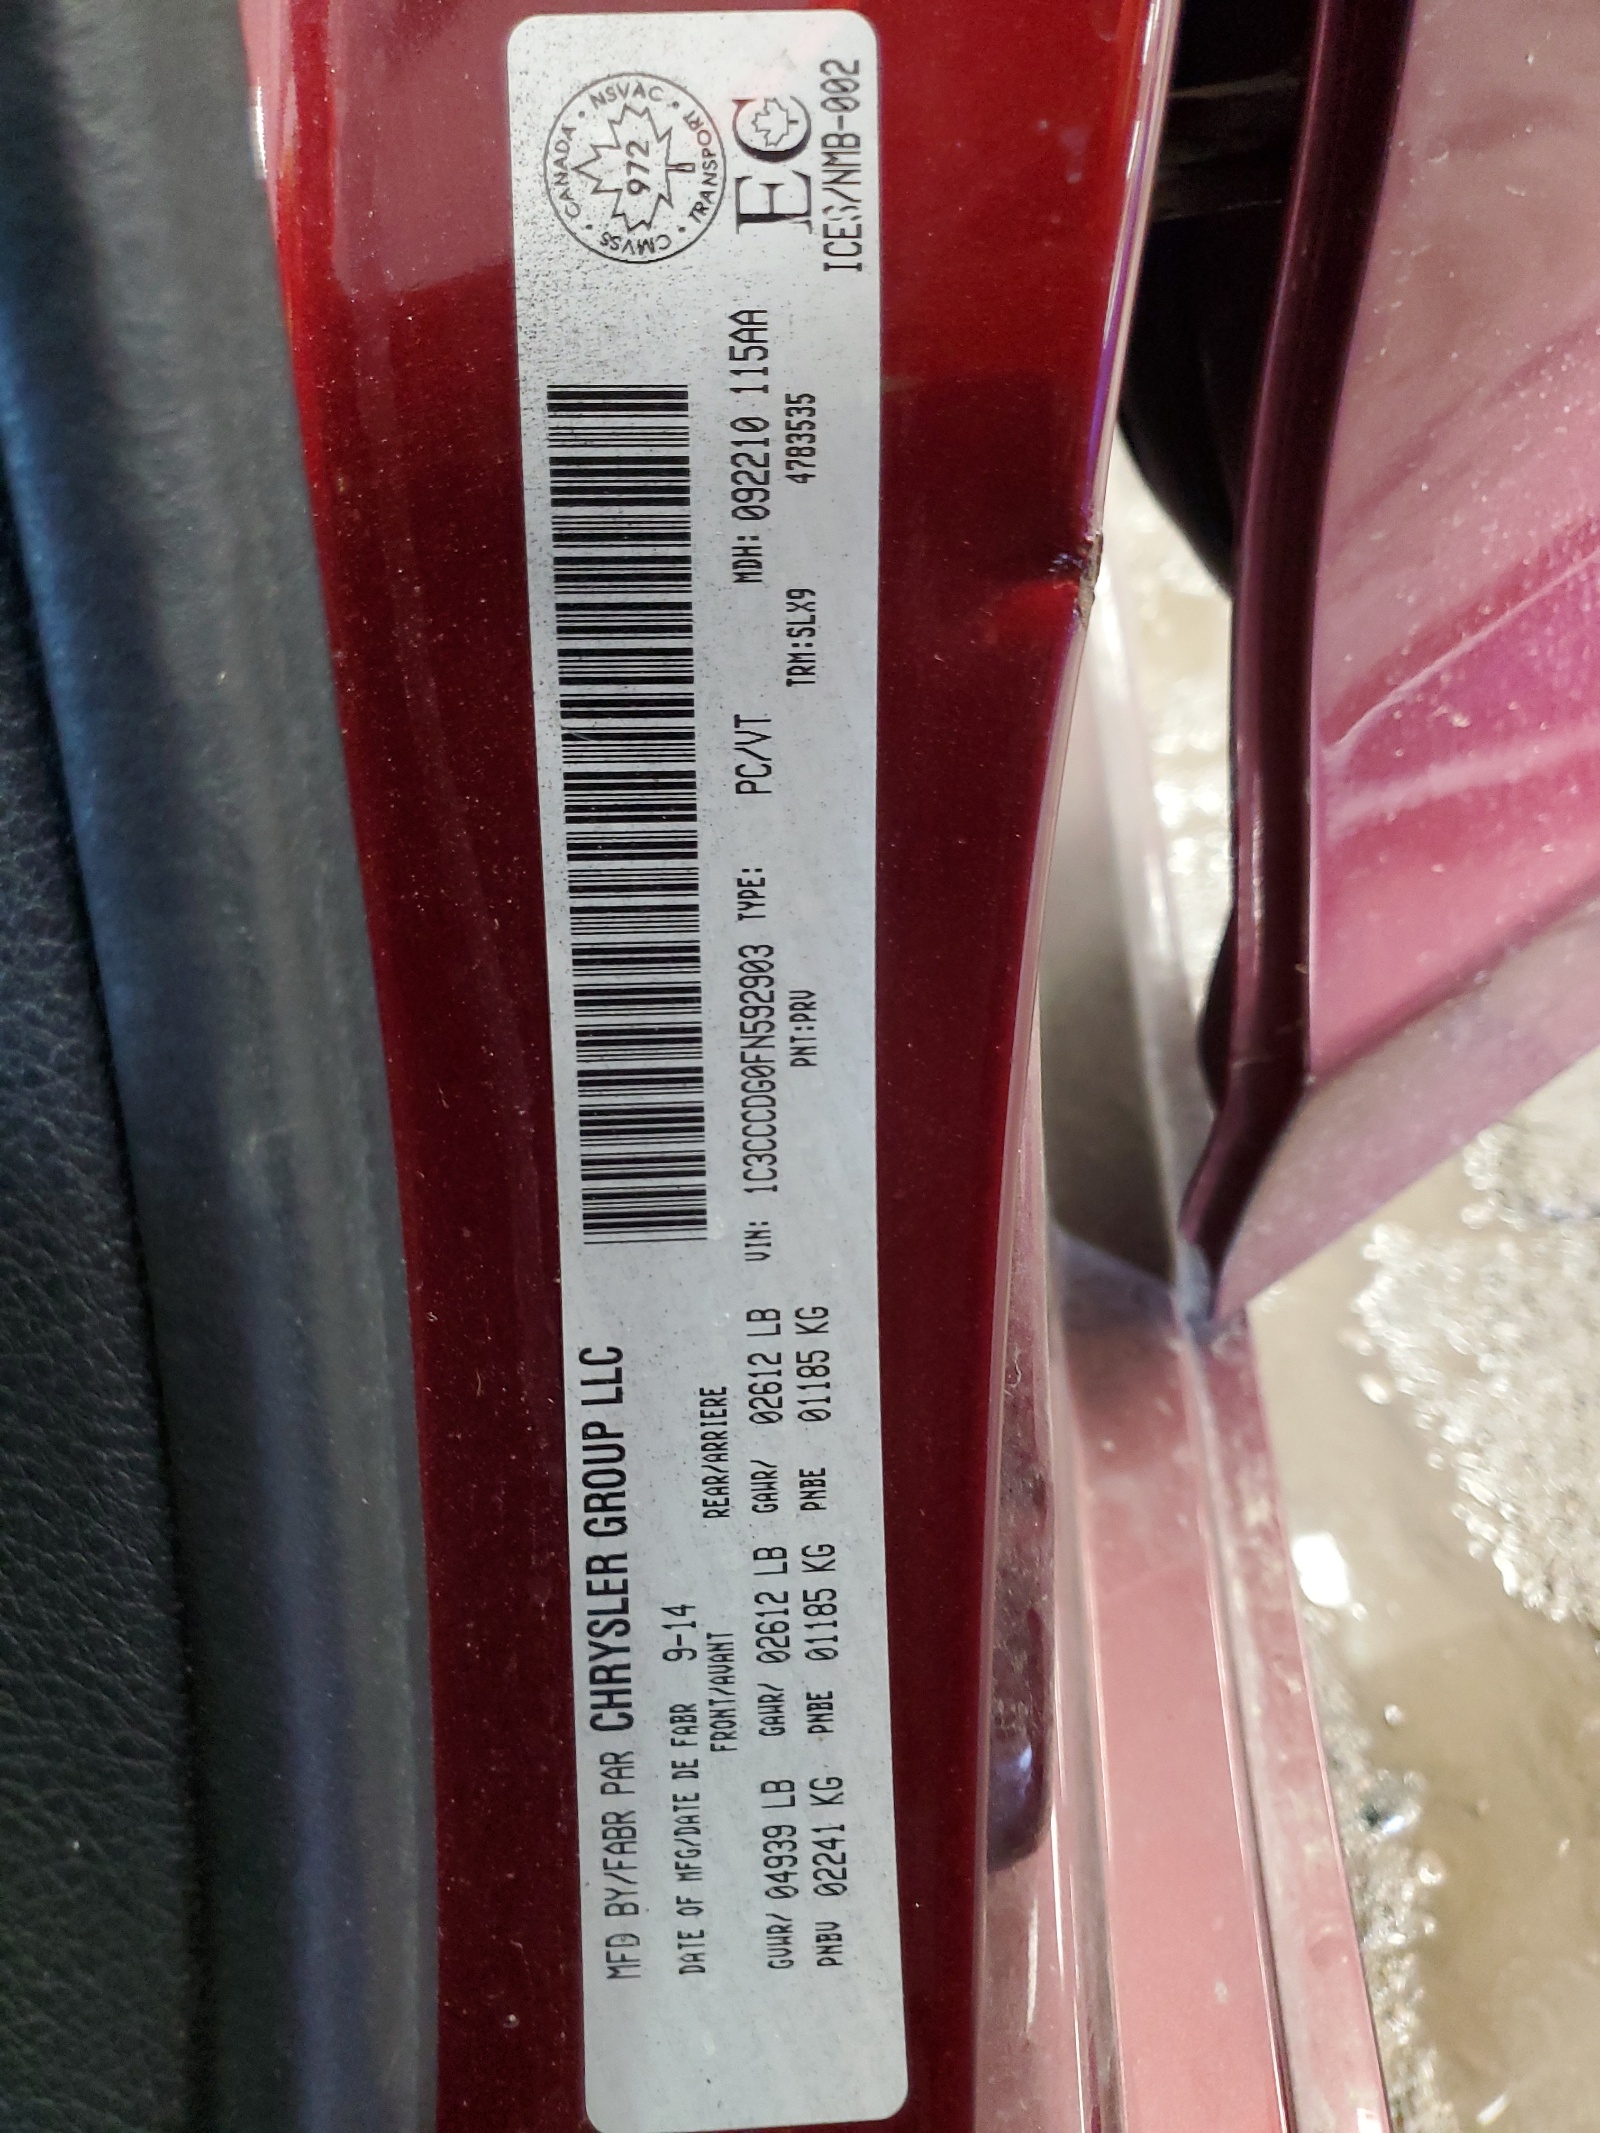 MFD BY/FABR PAR CHRYSLER GROUP LLC
DATE OF MFG/DATE DE FABR 9-14
FRONT/AVANT REAR/ARRIERE
GVWR/ 04939 LB GAWR/ 02612 LB GAWR/ 02612 LB
PNBV 02241 KG PNBE 01185 KG PNBE 01185 KG
VIN: 1C3CCCDG0FN592903 TYPE: PC/VT MDH: 092210 115AA
PNT:PRV TRM:SLX9 4783535
CMVSS · CANADA · NSVAC · TRANSPORT
972
EC
ICES/NMB-002